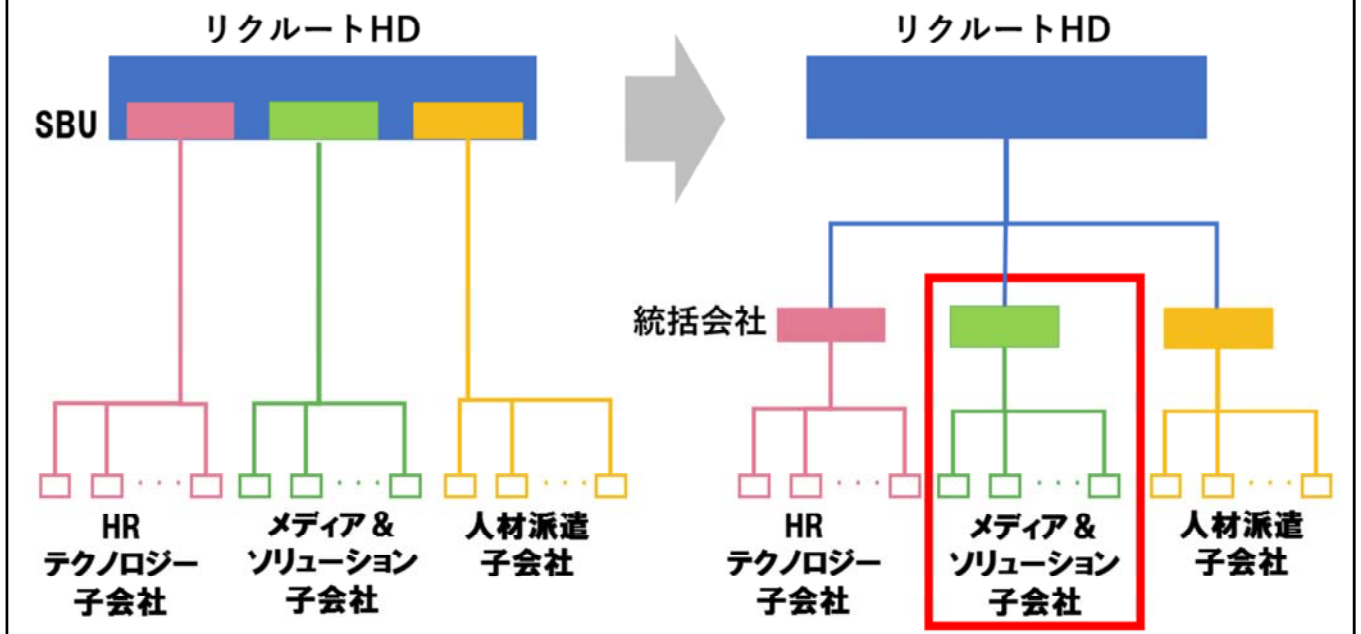 リクルートHD
SBU
HR
テクノロジー
子会社
メディア&
ソリューション
子会社
人材派遣
子会社
リクルートHD
統括会社
HR
テクノロジー
子会社
メディア&
ソリューション
子会社
人材派遣
子会社